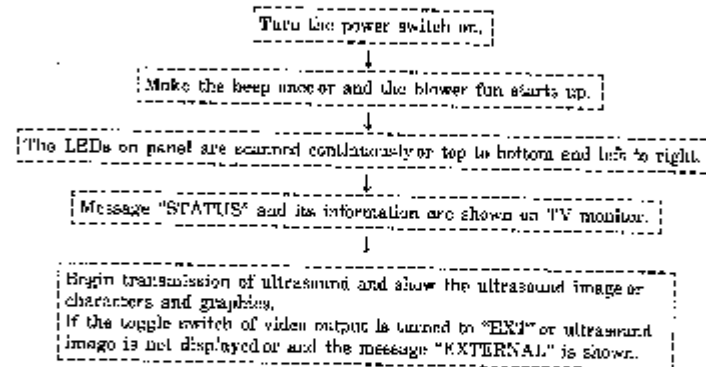 Turn the power switch on.
Make the beep once or and the blower fun starts up.
The LEDs on panel are scanned continuously or top to bottom and left to right.
Message "STATUS" and its information are shown on TV monitor.
Begin transmission of ultrasound and show the ultrasound image or
characters and graphics.
If the toggle switch of video output is turned to "EXT" or ultrasound
image is not displayed or and the message "EXTERNAL" is shown.